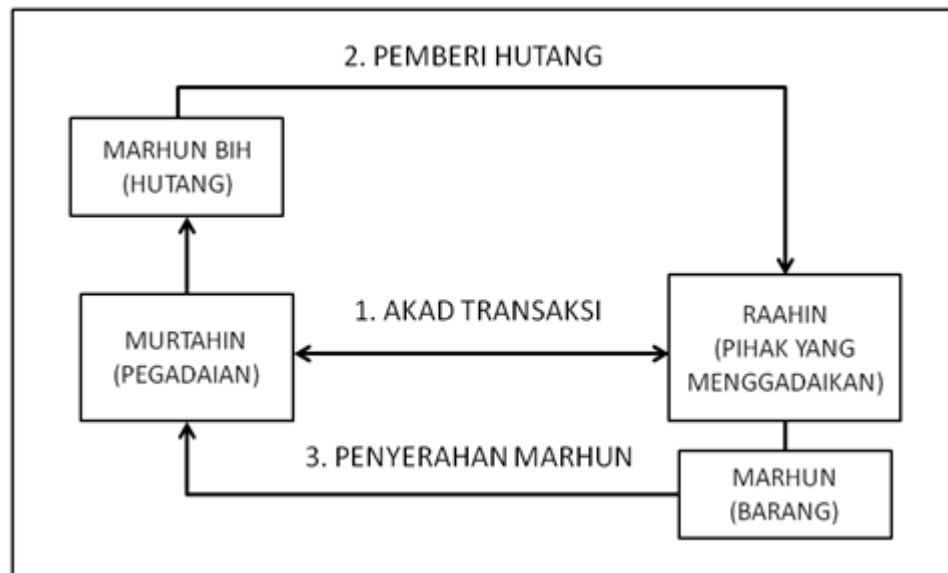 2. PEMBERI HUTANG
MARHUN BIH
(HUTANG)
1. AKAD TRANSAKSI
MURTAHIN
(PEGADAIAN)
RAAHIN
(PIHAK YANG
MENGGADAIKAN)
3. PENYERAHAN MARHUN
MARHUN
(BARANG)